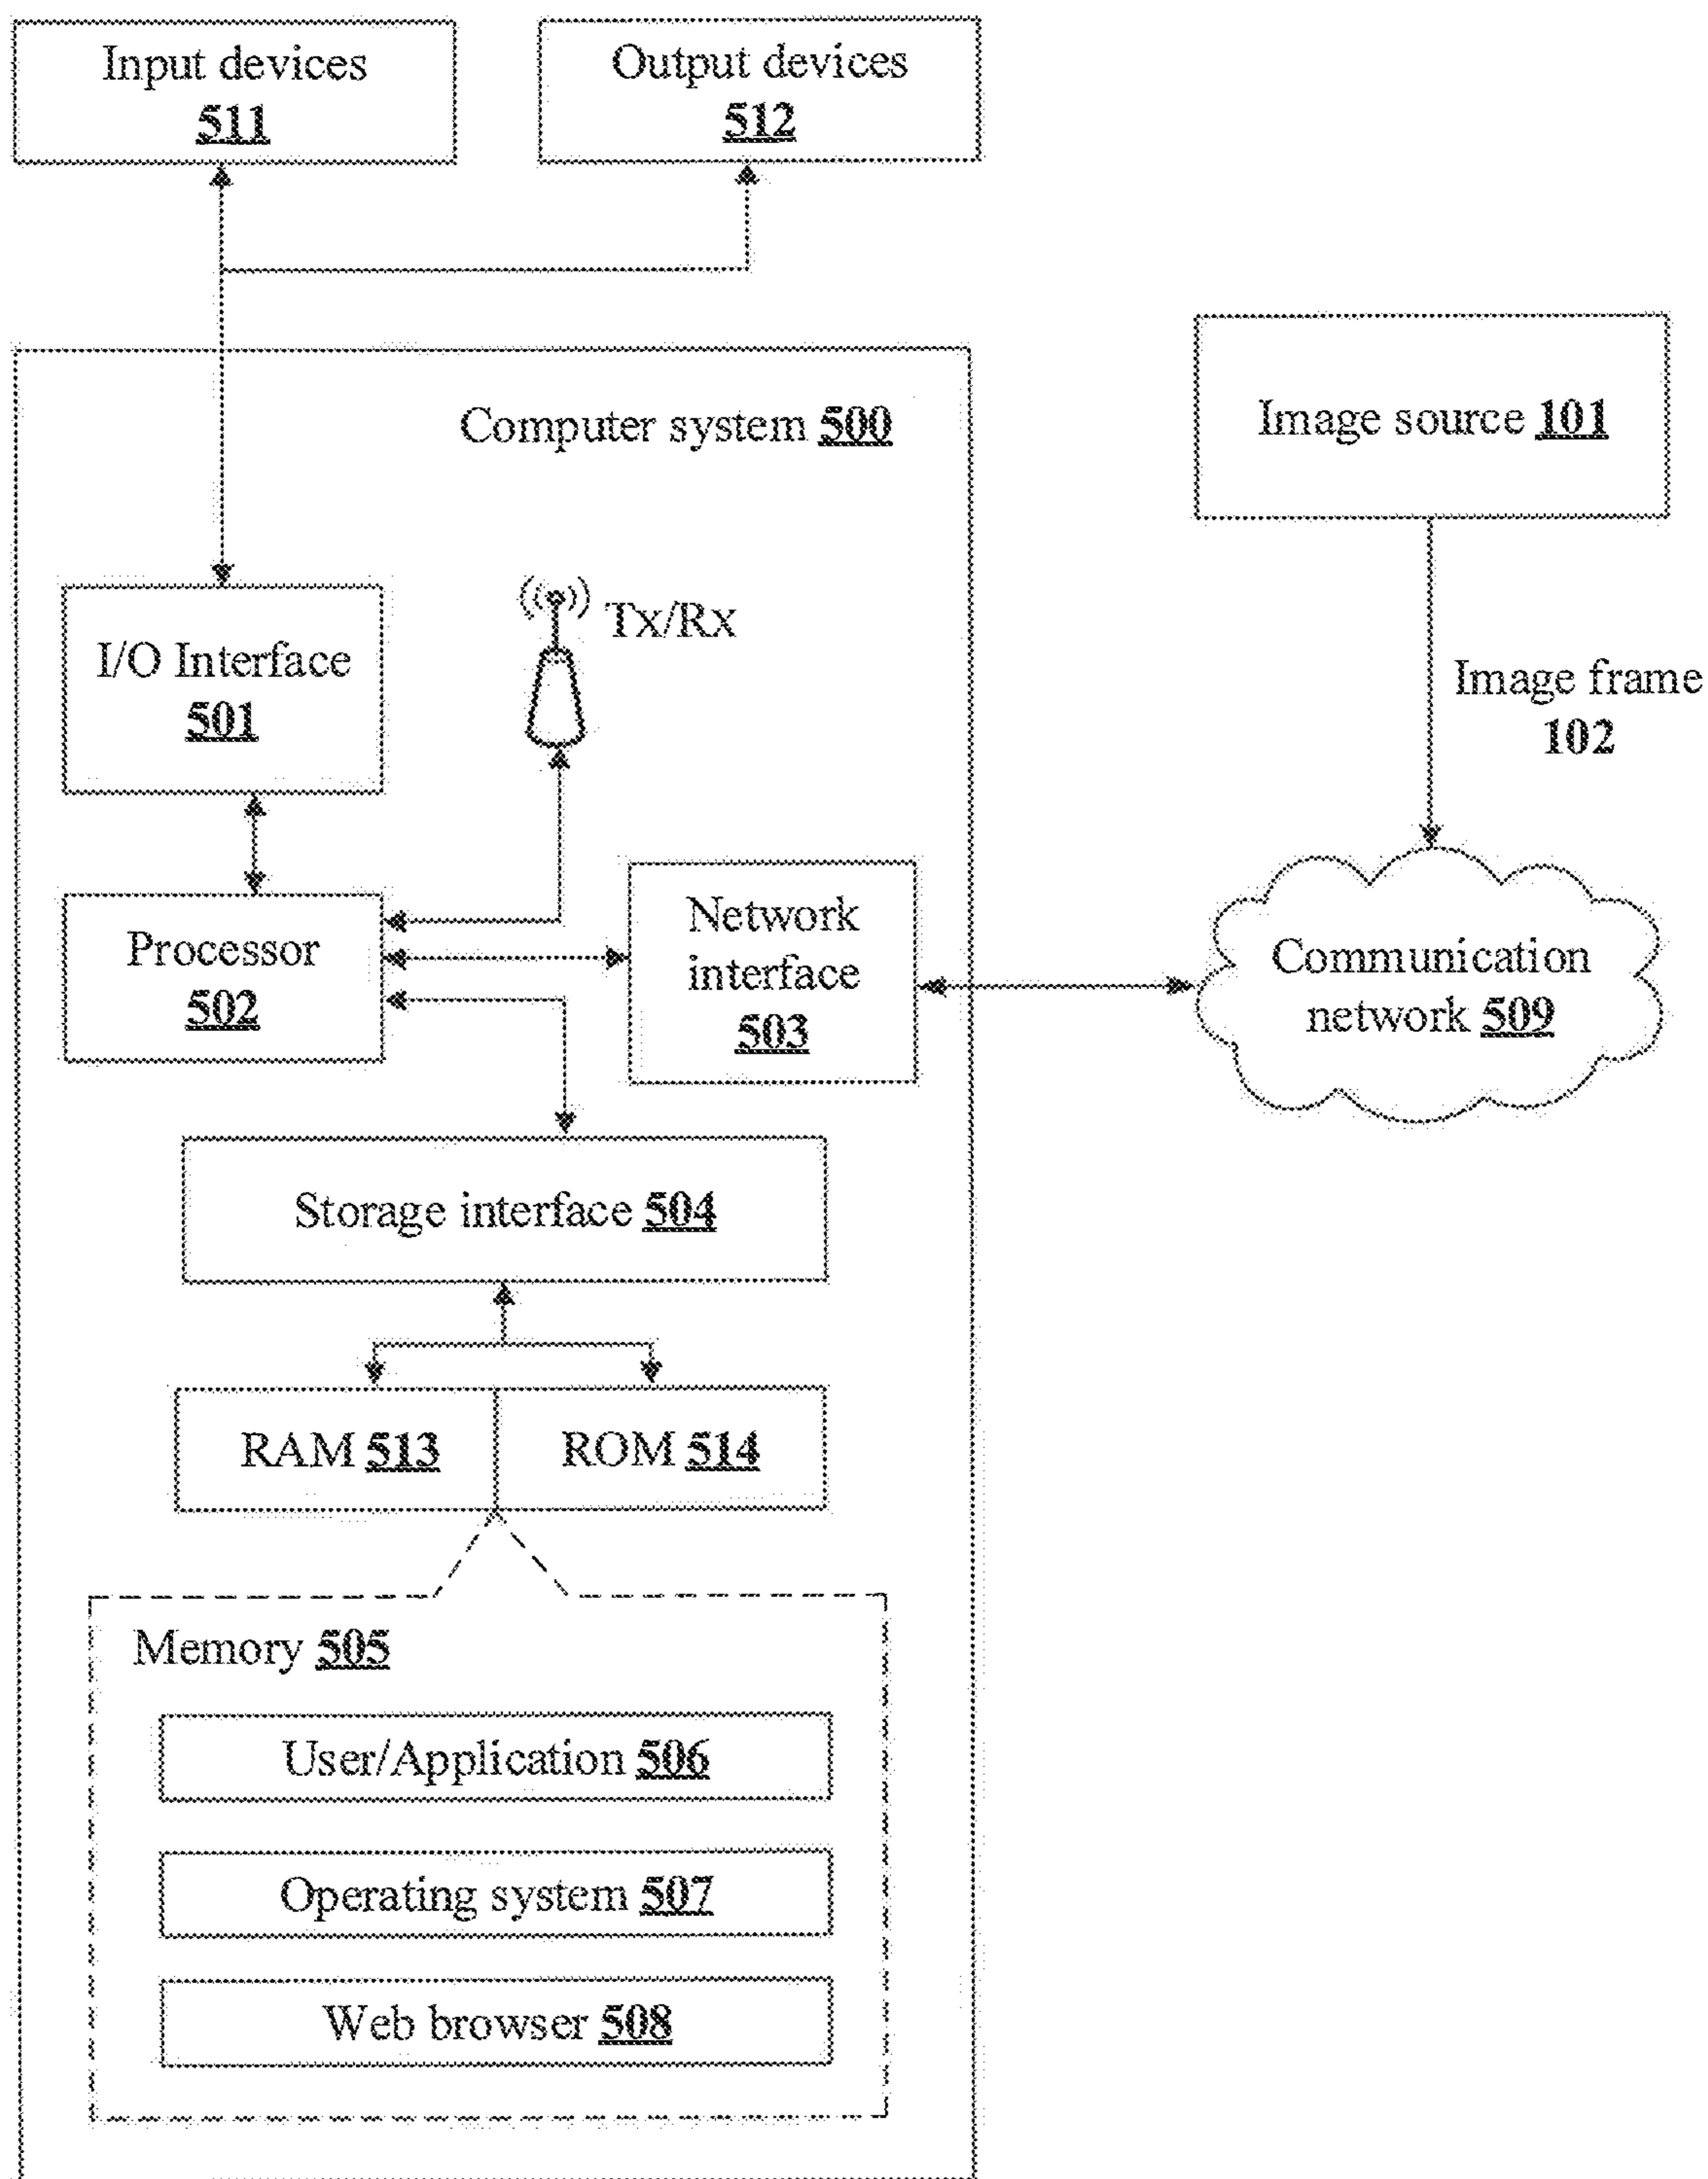 Input devices
511
Output devices
512
Computer system 500
Image source 101
I/O Interface
501
Tx/Rx
Image frame
102
Processor
502
Network
interface
503
Communication
network 509
Storage interface 504
RAM 513
ROM 514
Memory 505
User/Application 506
Operating system 507
Web browser 508